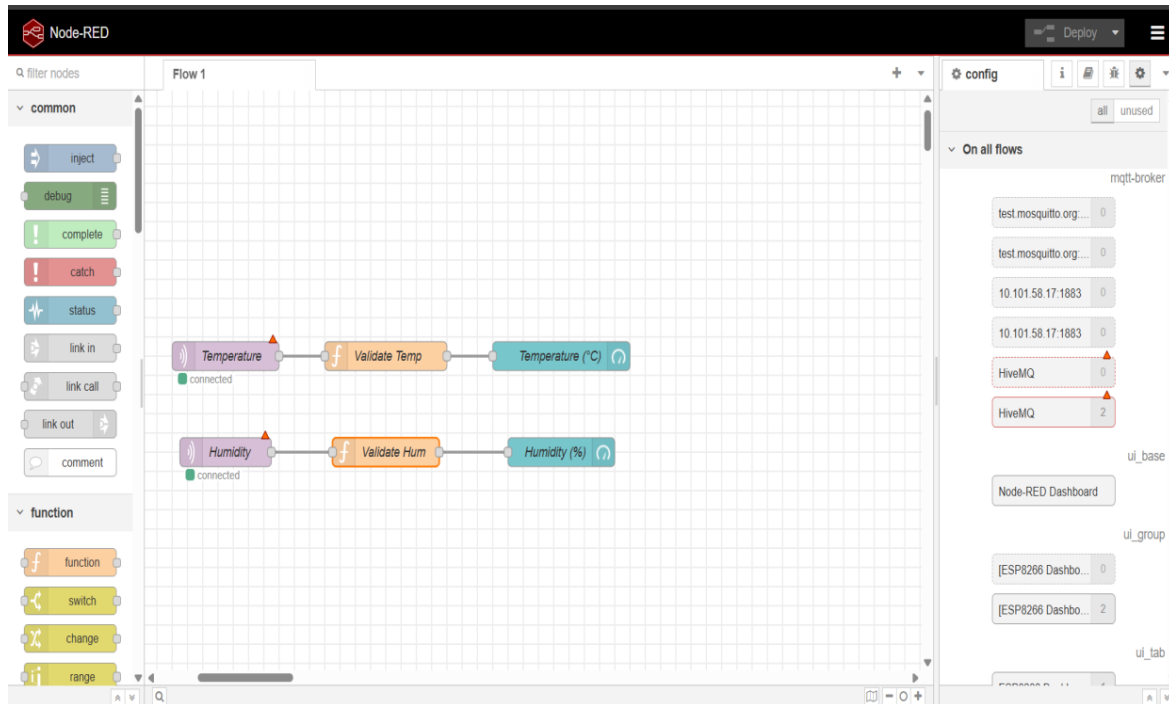 Node-RED
Deploy
filter nodes
Flow 1
config
i
all unused
common
inject
debug
complete
catch
status
link in
link call
link out
comment
function
function
switch
change
range
Temperature
Validate Temp
Temperature (°C)
connected
Humidity
Validate Hum
Humidity (%)
connected
On all flows
mqtt-broker
test.mosquitto.org:... 0
test.mosquitto.org:... 0
10.101.58.17:1883 0
10.101.58.17:1883 0
HiveMQ 0
HiveMQ 2
ui_base
Node-RED Dashboard
ui_group
[ESP8266 Dashbo... 0
[ESP8266 Dashbo... 2
ui_tab